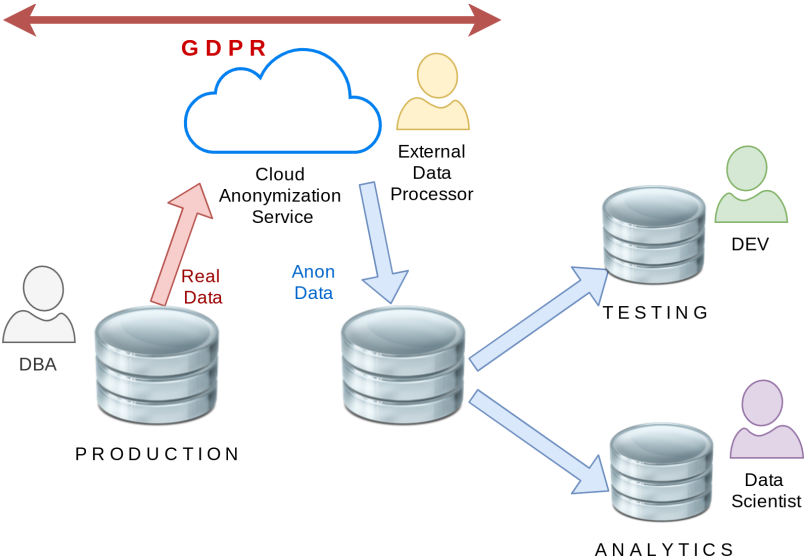 GDPR
External
Data
Processor
Cloud
Anonymization
Service
Real
Data
Anon
Data
DBA
PRODUCTION
DEV
TESTING
Data
Scientist
ANALYTICS